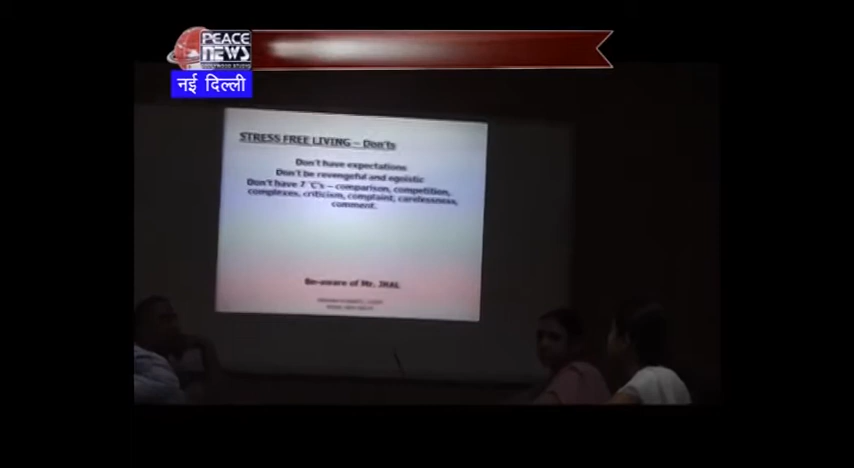 PEACE
NEWS
नई दिल्ली
STRESS FREE LIVING – Don'ts
Don't have expectations
Don't be revengeful and egoistic
Don't have 7 'C's – comparison, competition,
complexes, criticism, complaint, carelessness,
comment.
Be-aware of Mr. JHAL